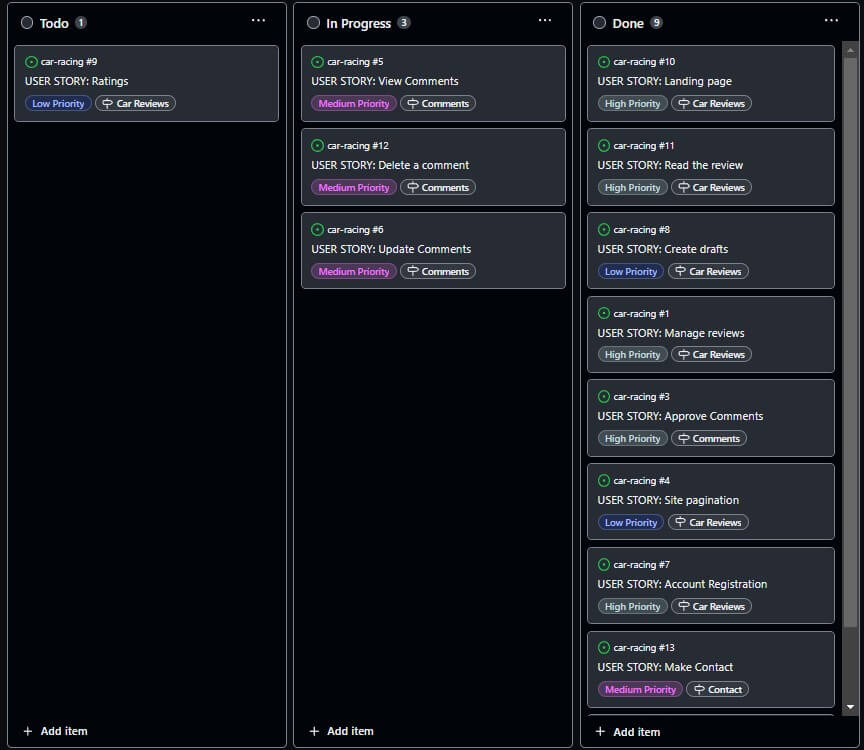 Todo 1 ...
car-racing #9
USER STORY: Ratings
Low Priority Car Reviews
+ Add item
In Progress 3 ...
car-racing #5
USER STORY: View Comments
Medium Priority Comments
car-racing #12
USER STORY: Delete a comment
Medium Priority Comments
car-racing #6
USER STORY: Update Comments
Medium Priority Comments
+ Add item
Done 9 ...
car-racing #10
USER STORY: Landing page
High Priority Car Reviews
car-racing #11
USER STORY: Read the review
High Priority Car Reviews
car-racing #8
USER STORY: Create drafts
Low Priority Car Reviews
car-racing #1
USER STORY: Manage reviews
High Priority Car Reviews
car-racing #3
USER STORY: Approve Comments
High Priority Comments
car-racing #4
USER STORY: Site pagination
Low Priority Car Reviews
car-racing #7
USER STORY: Account Registration
High Priority Car Reviews
car-racing #13
USER STORY: Make Contact
Medium Priority Contact
+ Add item